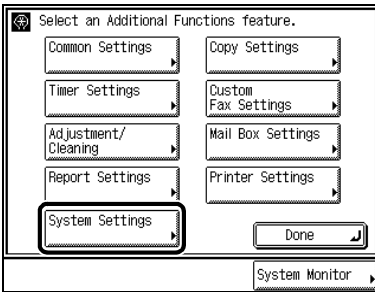 Select an Additional Functions feature.
Common Settings
Copy Settings
Timer Settings
Custom
Fax Settings
Adjustment/
Cleaning
Mail Box Settings
Report Settings
Printer Settings
System Settings
Done
System Monitor